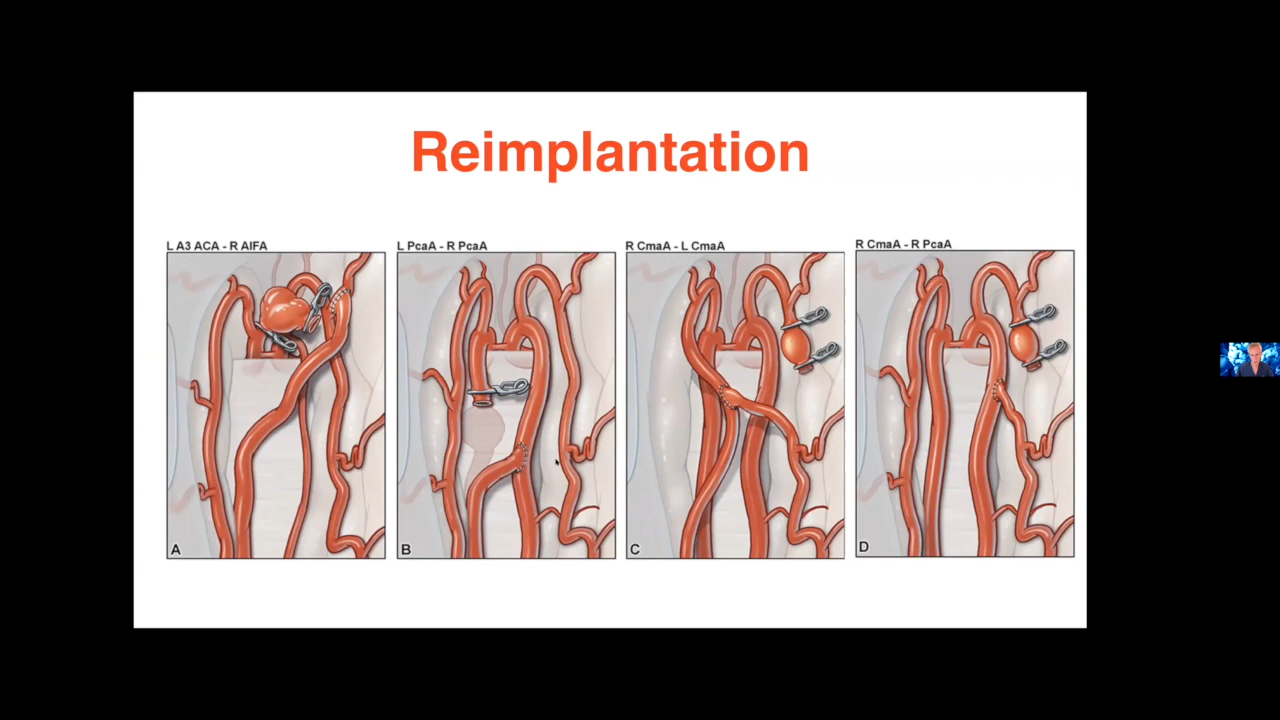 Reimplantation
L A3 ACA - R AIFA
L PcaA - R PcaA
R CmaA - L CmaA
R CmaA - R PcaA
A
B
C
D